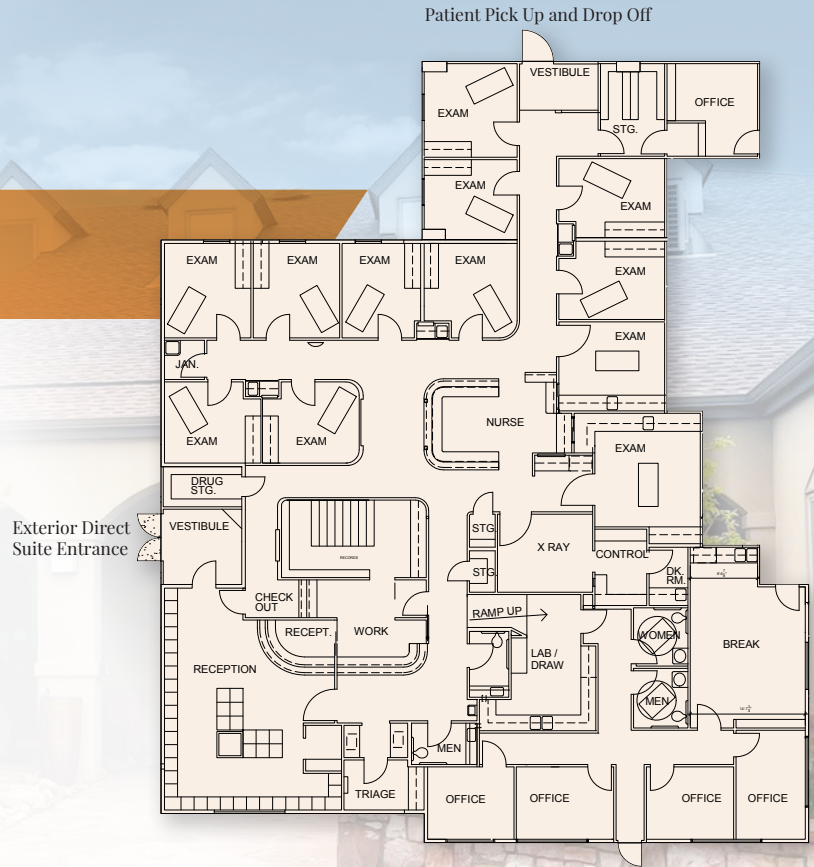 Patient Pick Up and Drop Off
VESTIBULE
OFFICE
EXAM
STG.
EXAM
EXAM
EXAM
EXAM
EXAM
EXAM
EXAM
EXAM
JAN.
NURSE
EXAM
EXAM
EXAM
DRUG
STG.
Exterior Direct
Suite Entrance
VESTIBULE
STG.
X RAY
CONTROL
RECORDS
STG.
DK.
RM.
CHECK
OUT
RAMP UP
RECEPT.
WORK
WOMEN
BREAK
LAB /
DRAW
RECEPTION
MEN
MEN
TRIAGE
OFFICE
OFFICE
OFFICE
OFFICE